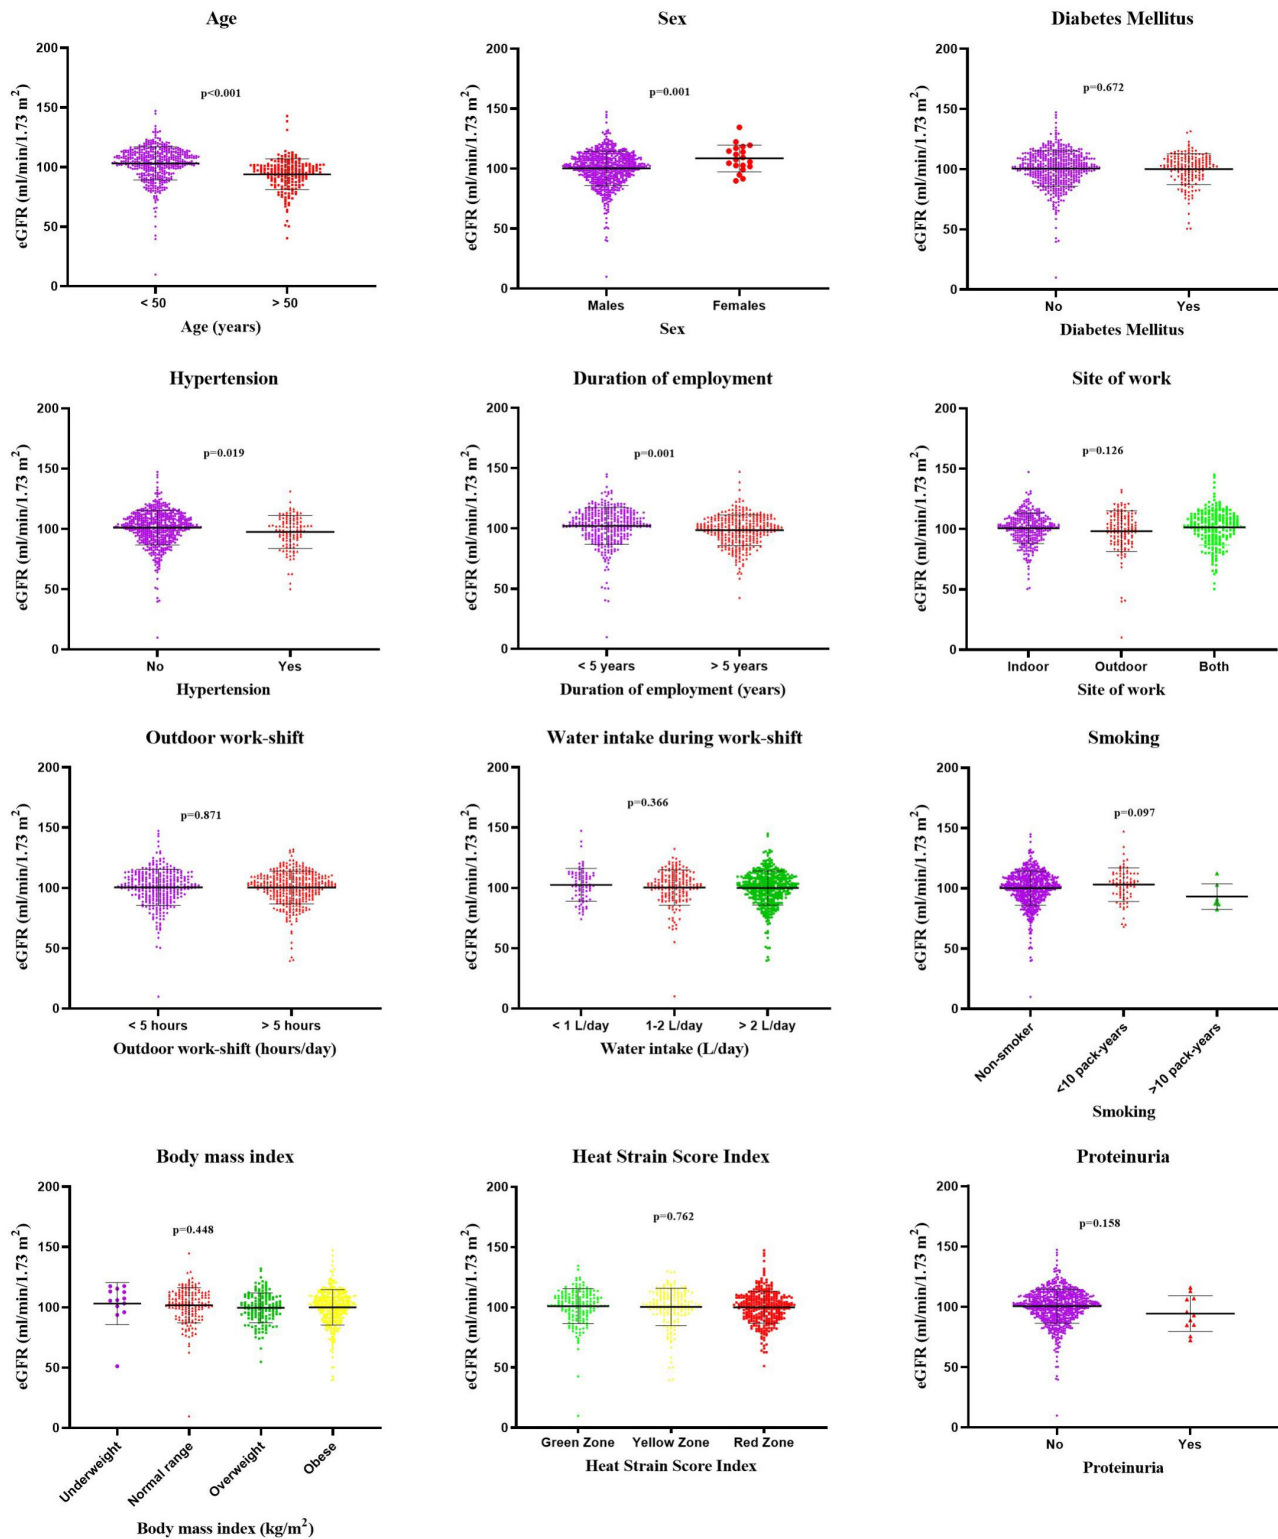 Age
eGFR (ml/min/1.73 m²)
200
150
100
50
0
p<0.001
< 50
> 50
Age (years)
Sex
eGFR (ml/min/1.73 m²)
200
150
100
50
0
p=0.001
Males
Females
Sex
Diabetes Mellitus
eGFR (ml/min/1.73 m²)
200
150
100
50
0
p=0.672
No
Yes
Diabetes Mellitus
Hypertension
eGFR (ml/min/1.73 m²)
200
150
100
50
0
p=0.019
No
Yes
Hypertension
Duration of employment
eGFR (ml/min/1.73 m²)
200
150
100
50
0
p=0.001
< 5 years
> 5 years
Duration of employment (years)
Site of work
eGFR (ml/min/1.73 m²)
200
150
100
50
0
p=0.126
Indoor
Outdoor
Both
Site of work
Outdoor work-shift
eGFR (ml/min/1.73 m²)
200
150
100
50
0
p=0.871
< 5 hours
> 5 hours
Outdoor work-shift (hours/day)
Water intake during work-shift
eGFR (ml/min/1.73 m²)
200
150
100
50
0
p=0.366
< 1 L/day
1-2 L/day
> 2 L/day
Water intake (L/day)
Smoking
eGFR (ml/min/1.73 m²)
200
150
100
50
0
p=0.097
Non-smoker
<10 pack-years
>10 pack-years
Smoking
Body mass index
eGFR (ml/min/1.73 m²)
200
150
100
50
0
p=0.448
Underweight
Normal range
Overweight
Obese
Body mass index (kg/m²)
Heat Strain Score Index
eGFR (ml/min/1.73 m²)
200
150
100
50
0
p=0.762
Green Zone
Yellow Zone
Red Zone
Heat Strain Score Index
Proteinuria
eGFR (ml/min/1.73 m²)
200
150
100
50
0
p=0.158
No
Yes
Proteinuria